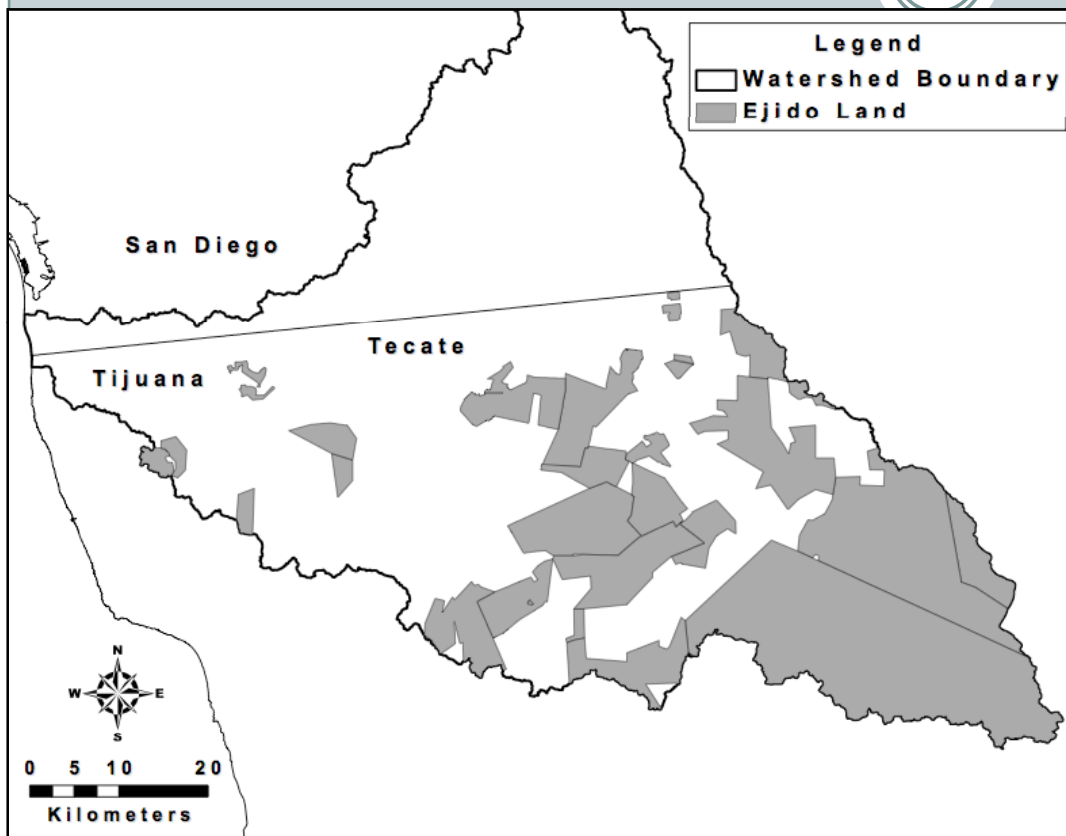 Legend
Watershed Boundary
Ejido Land
San Diego
Tecate
Tijuana
N
W E
S
0 5 10 20
Kilometers